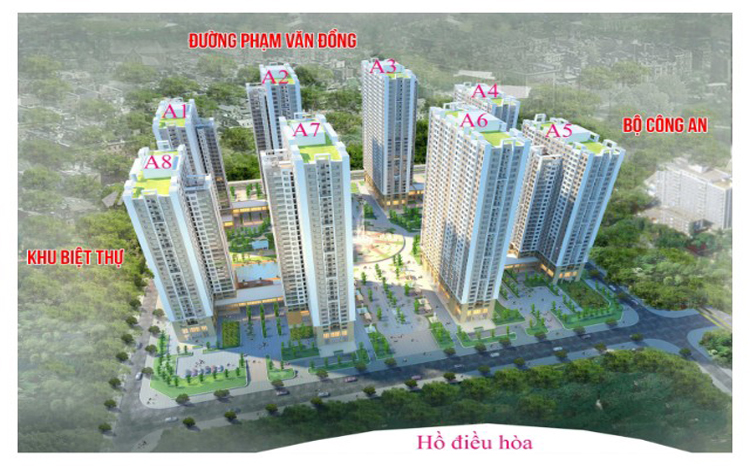 ĐƯỜNG PHẠM VĂN ĐỒNG
A3
A2
A4
A1
A6
BỘ CÔNG AN
A7
A5
A8
KHU BIỆT THỰ
Hồ điều hòa